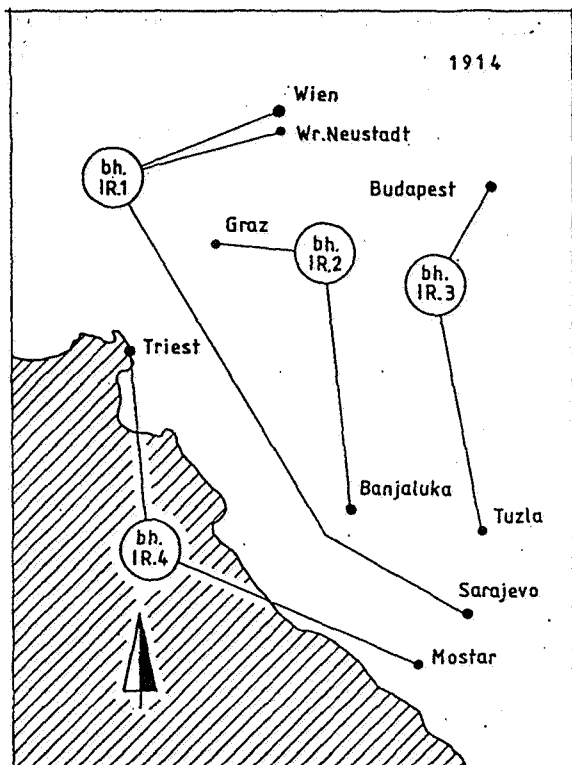 1914
Wien
Wr.Neustadt
bh.
IR.1
Budapest
Graz
bh.
IR.2
bh.
IR.3
Triest
Banjaluka
Tuzla
bh.
IR.4
Sarajevo
Mostar